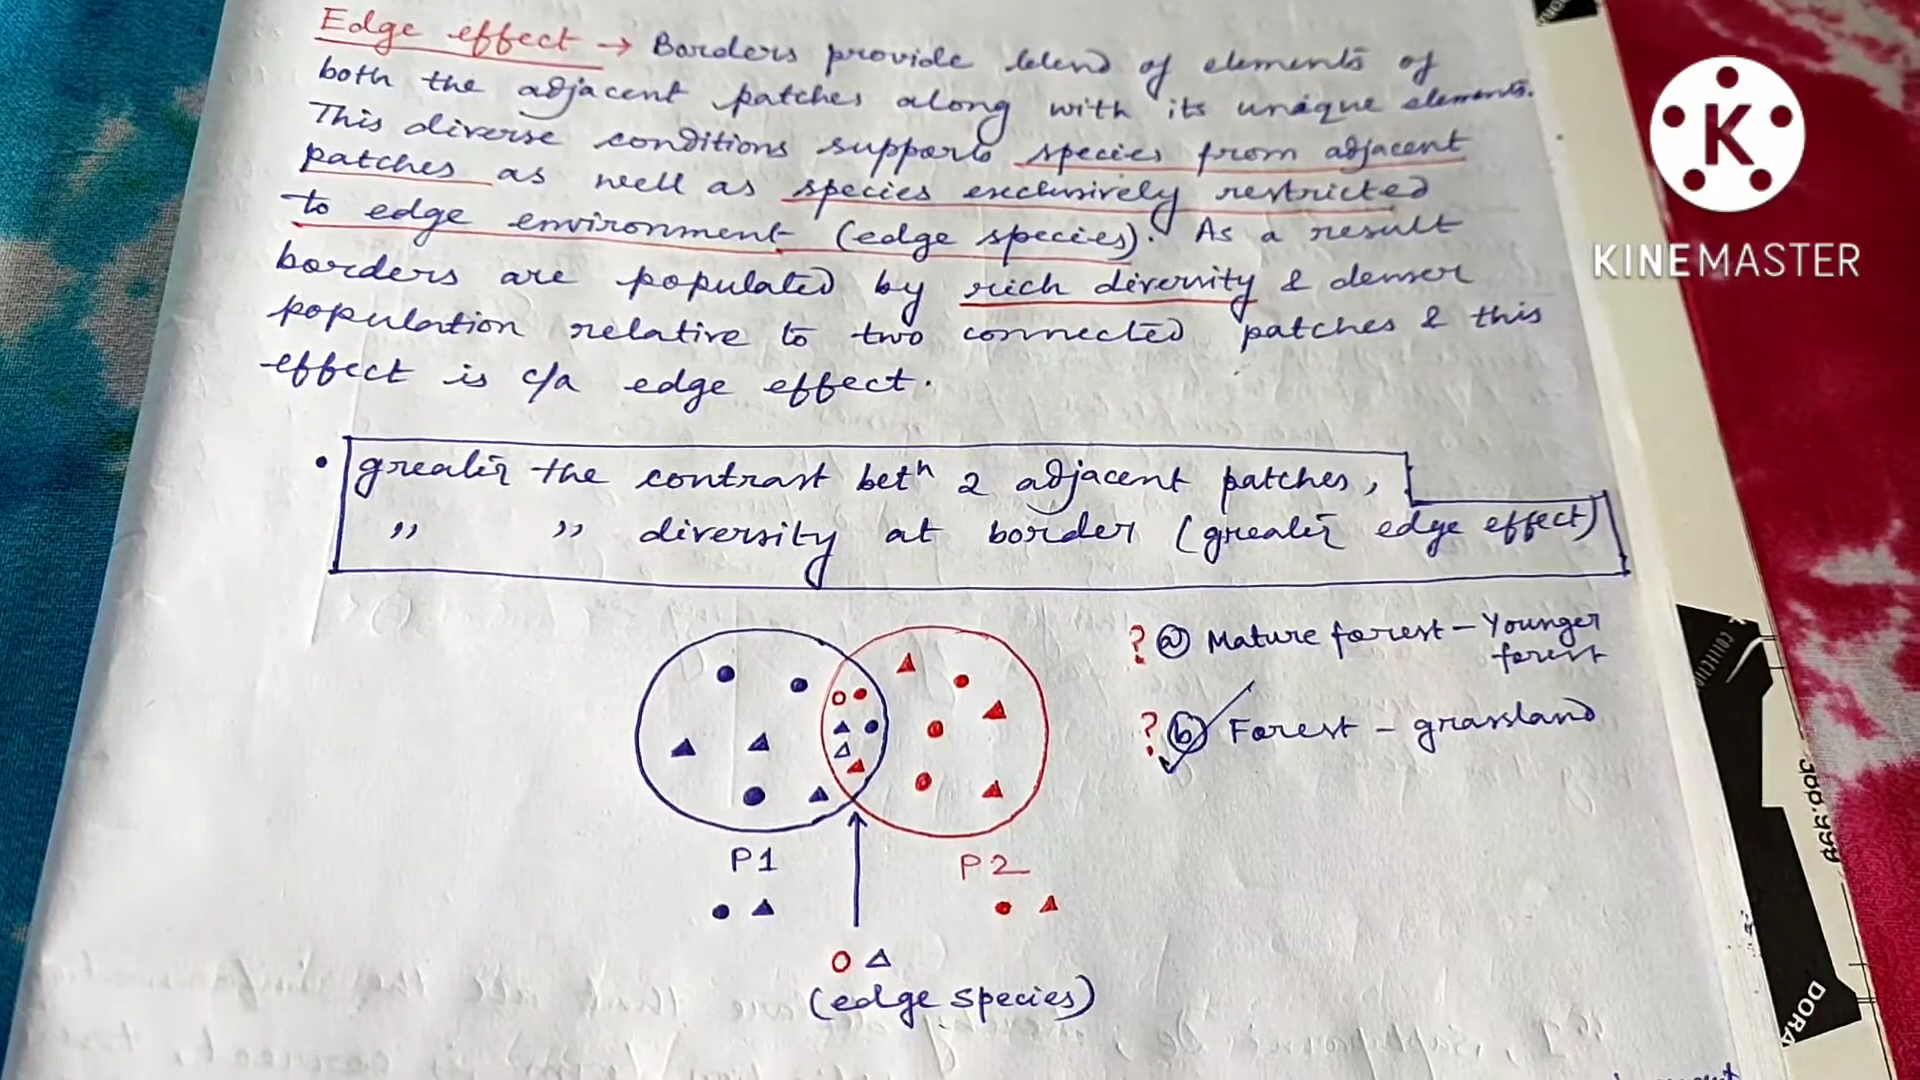 Edge effect → Borders provide blend of elements of
both the adjacent patches along with its unique elements.
This diverse conditions supports species from adjacent
patches as well as species exclusively restricted
to edge environment (edge species). As a result
borders are populated by rich diversity & denser
population relative to two connected patches & this
effect is c/a edge effect.
• greater the contrast betⁿ 2 adjacent patches,
,, ,, diversity at border (greater edge effect)
? ⓐ Mature forest – Younger
forest
? ⓑ Forest – grassland
P1
P2
(edge species)
K
KINEMASTER
COLLECTION
DORA